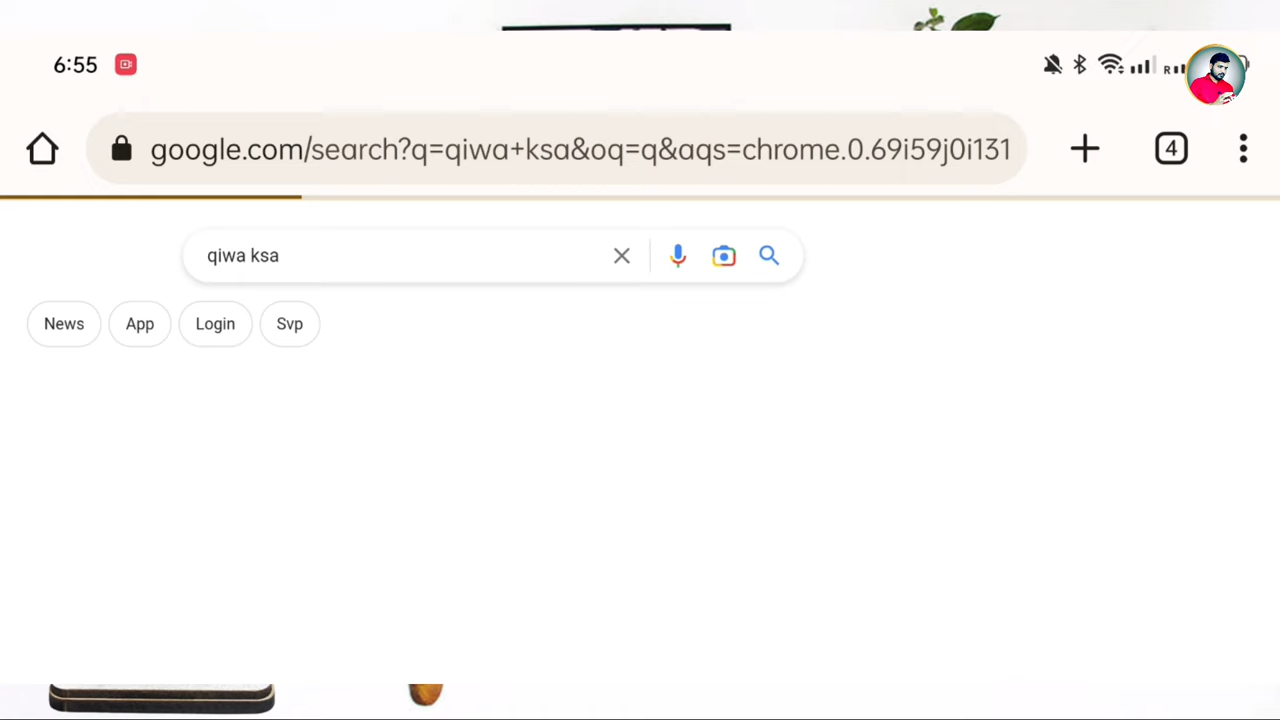 6:55
R
google.com/search?q=qiwa+ksa&oq=q&aqs=chrome.0.69i59j0i131
4
qiwa ksa
News App Login Svp